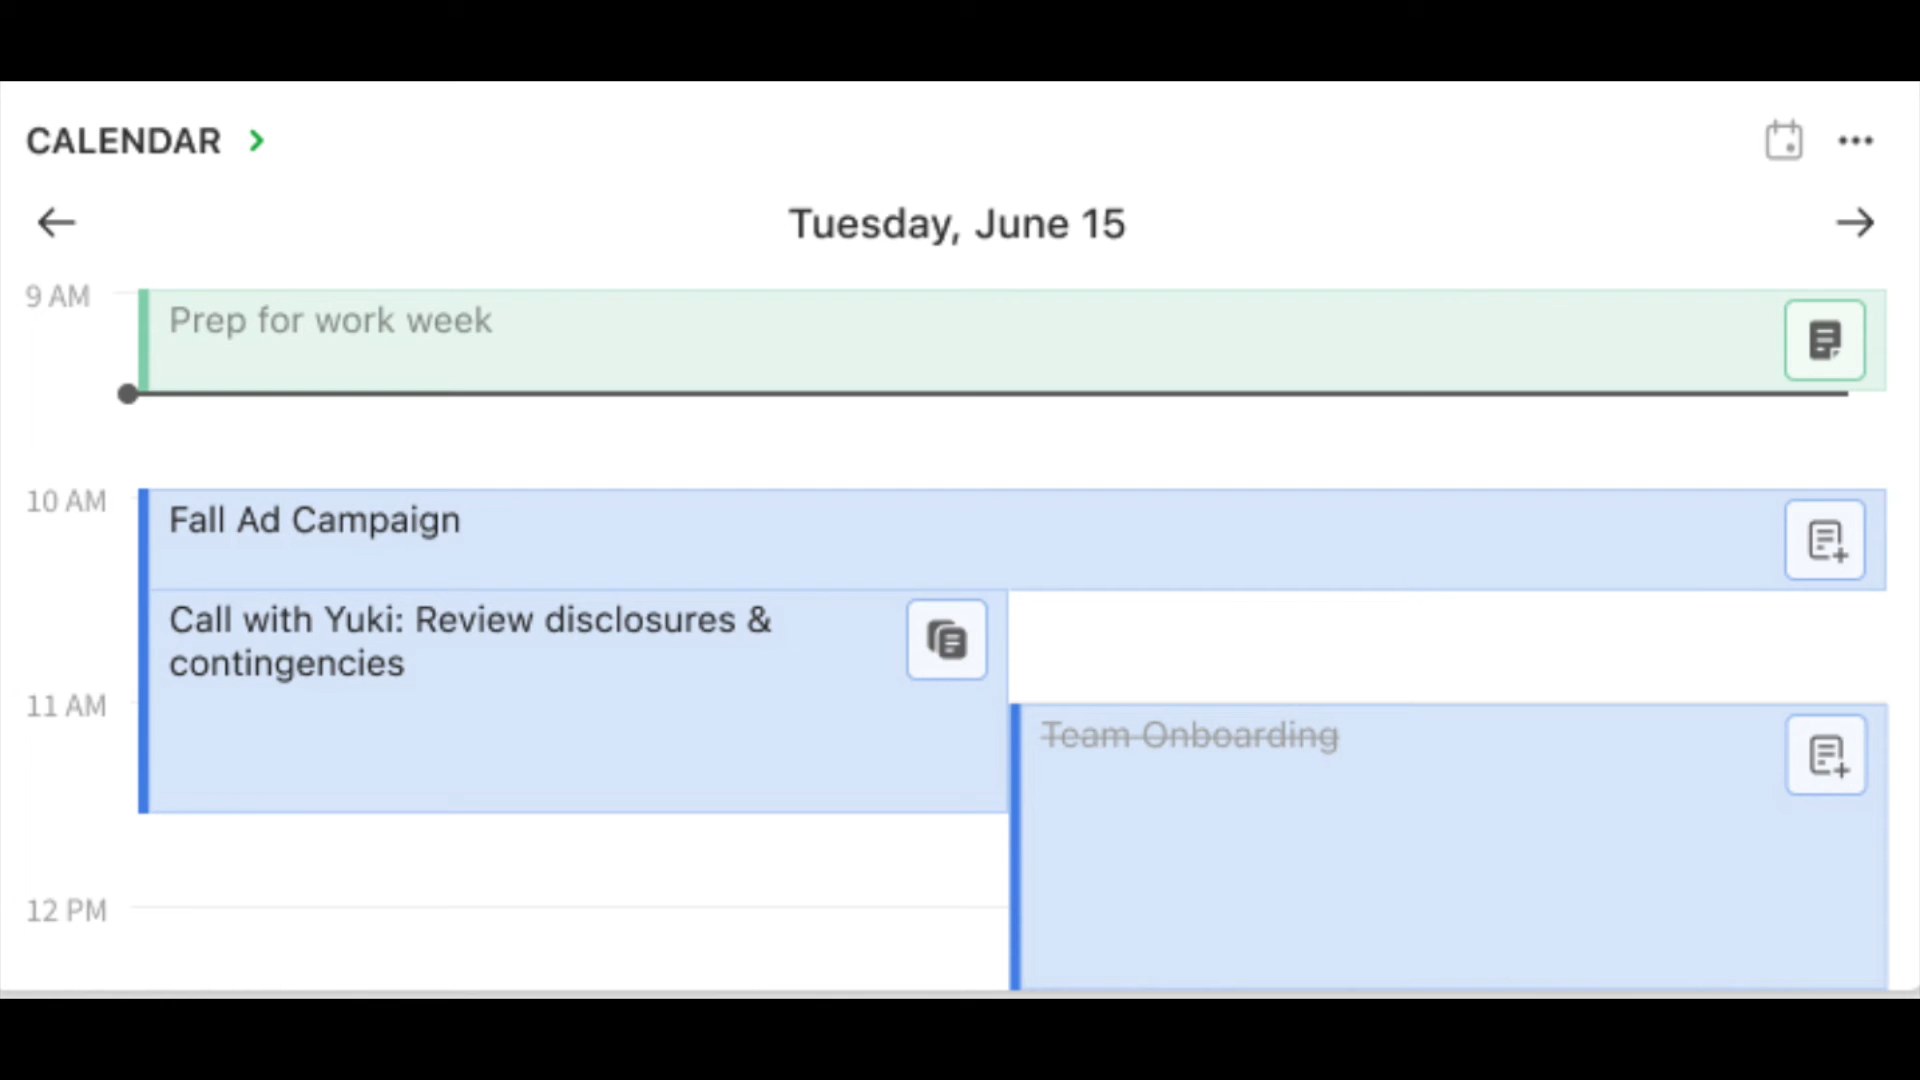 CALENDAR
Tuesday, June 15
9 AM
Prep for work week
10 AM
Fall Ad Campaign
Call with Yuki: Review disclosures &
contingencies
11 AM
Team Onboarding
12 PM